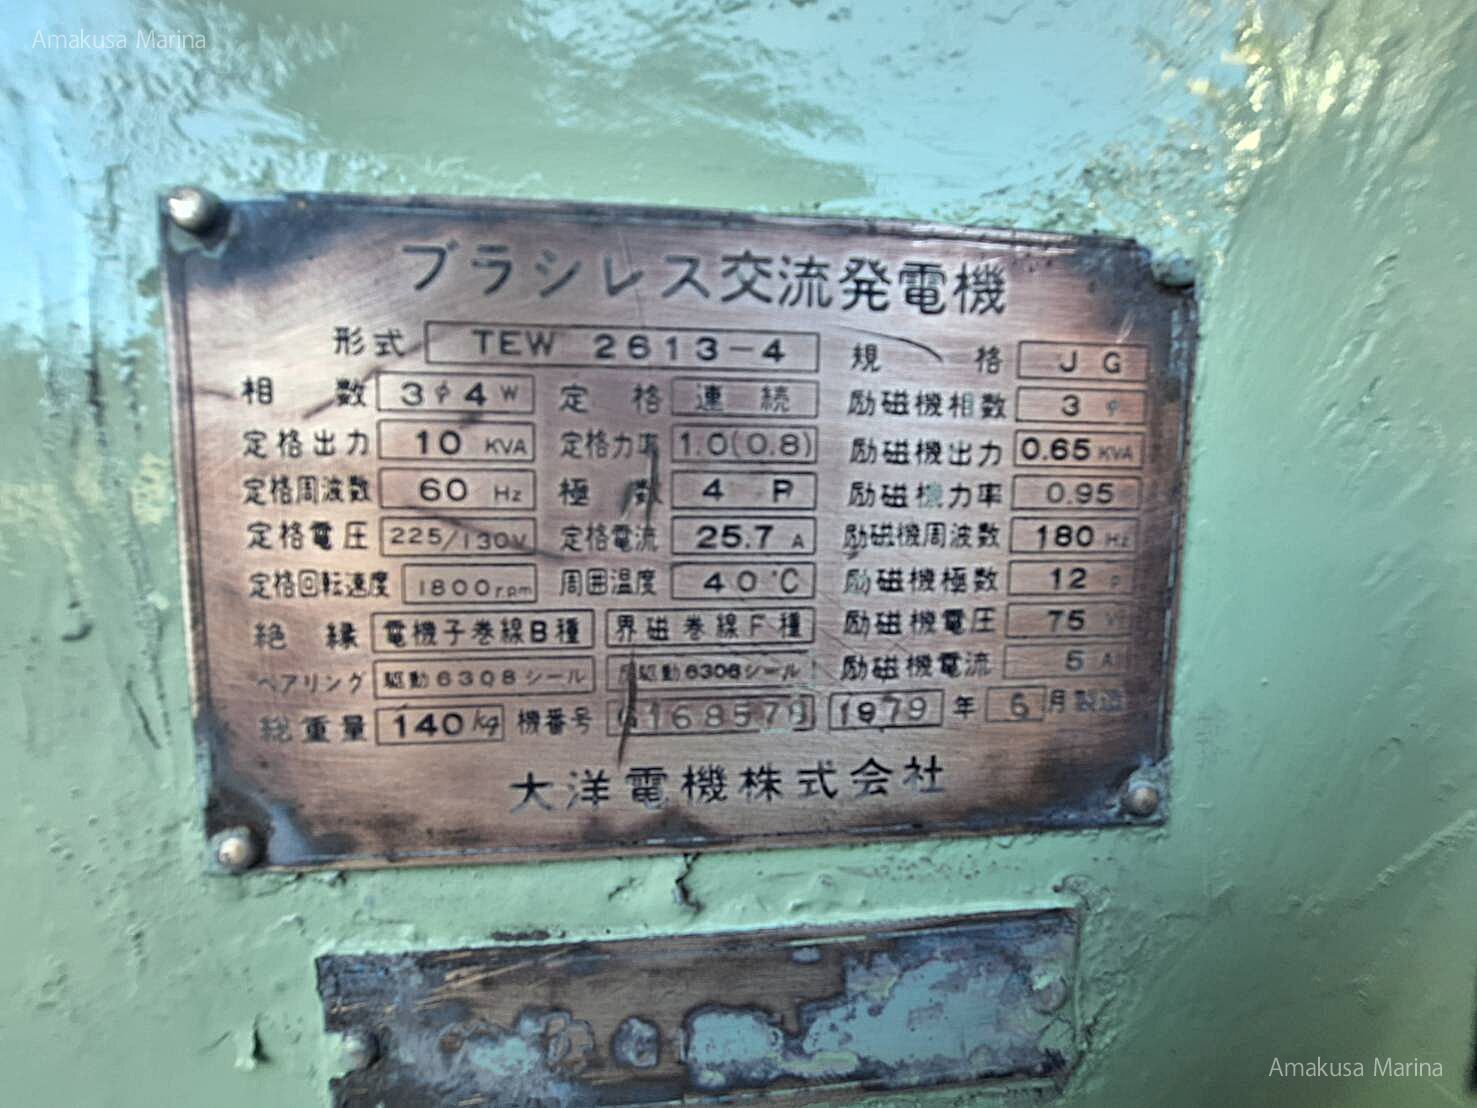 Amakusa Marina
ブラシレス交流発電機
形式 TEW 2613-4 規格 JG
相数 3φ4W 定格 連続 励磁機相数 3φ
定格出力 10 KVA 定格力率 1.0(0.8) 励磁機出力 0.65 KVA
定格周波数 60 Hz 極数 4 P 励磁機力率 0.95
定格電圧 225/130V 定格電流 25.7 A 励磁機周波数 180 Hz
定格回転速度 1800rpm 周囲温度 40℃ 励磁機極数 12 P
絶縁 電機子巻線B種 界磁巻線F種 励磁機電圧 75 V
ベアリング 駆動6308シール 反駆動6306シール 励磁機電流 5 A
総重量 140kg 機番号 1979年 6月製造
大洋電機株式会社
Amakusa Marina